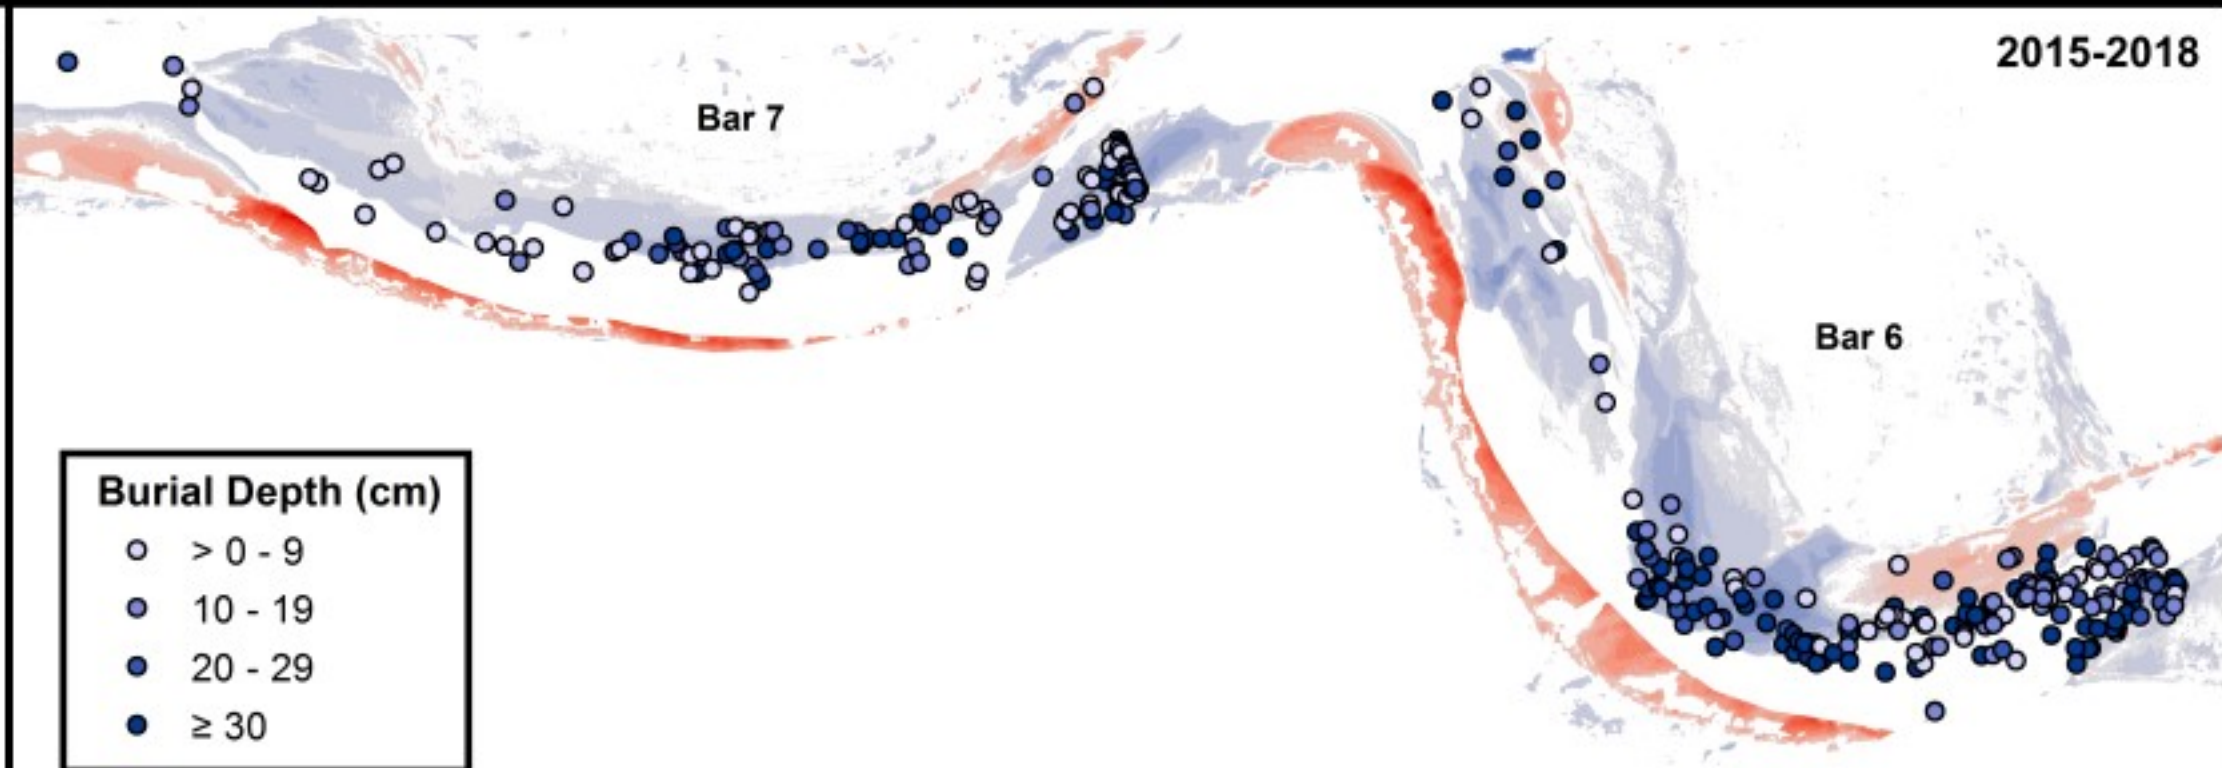 2015-2018
Bar 7
Bar 6
Burial Depth (cm)
> 0 - 9
10 - 19
20 - 29
≥ 30